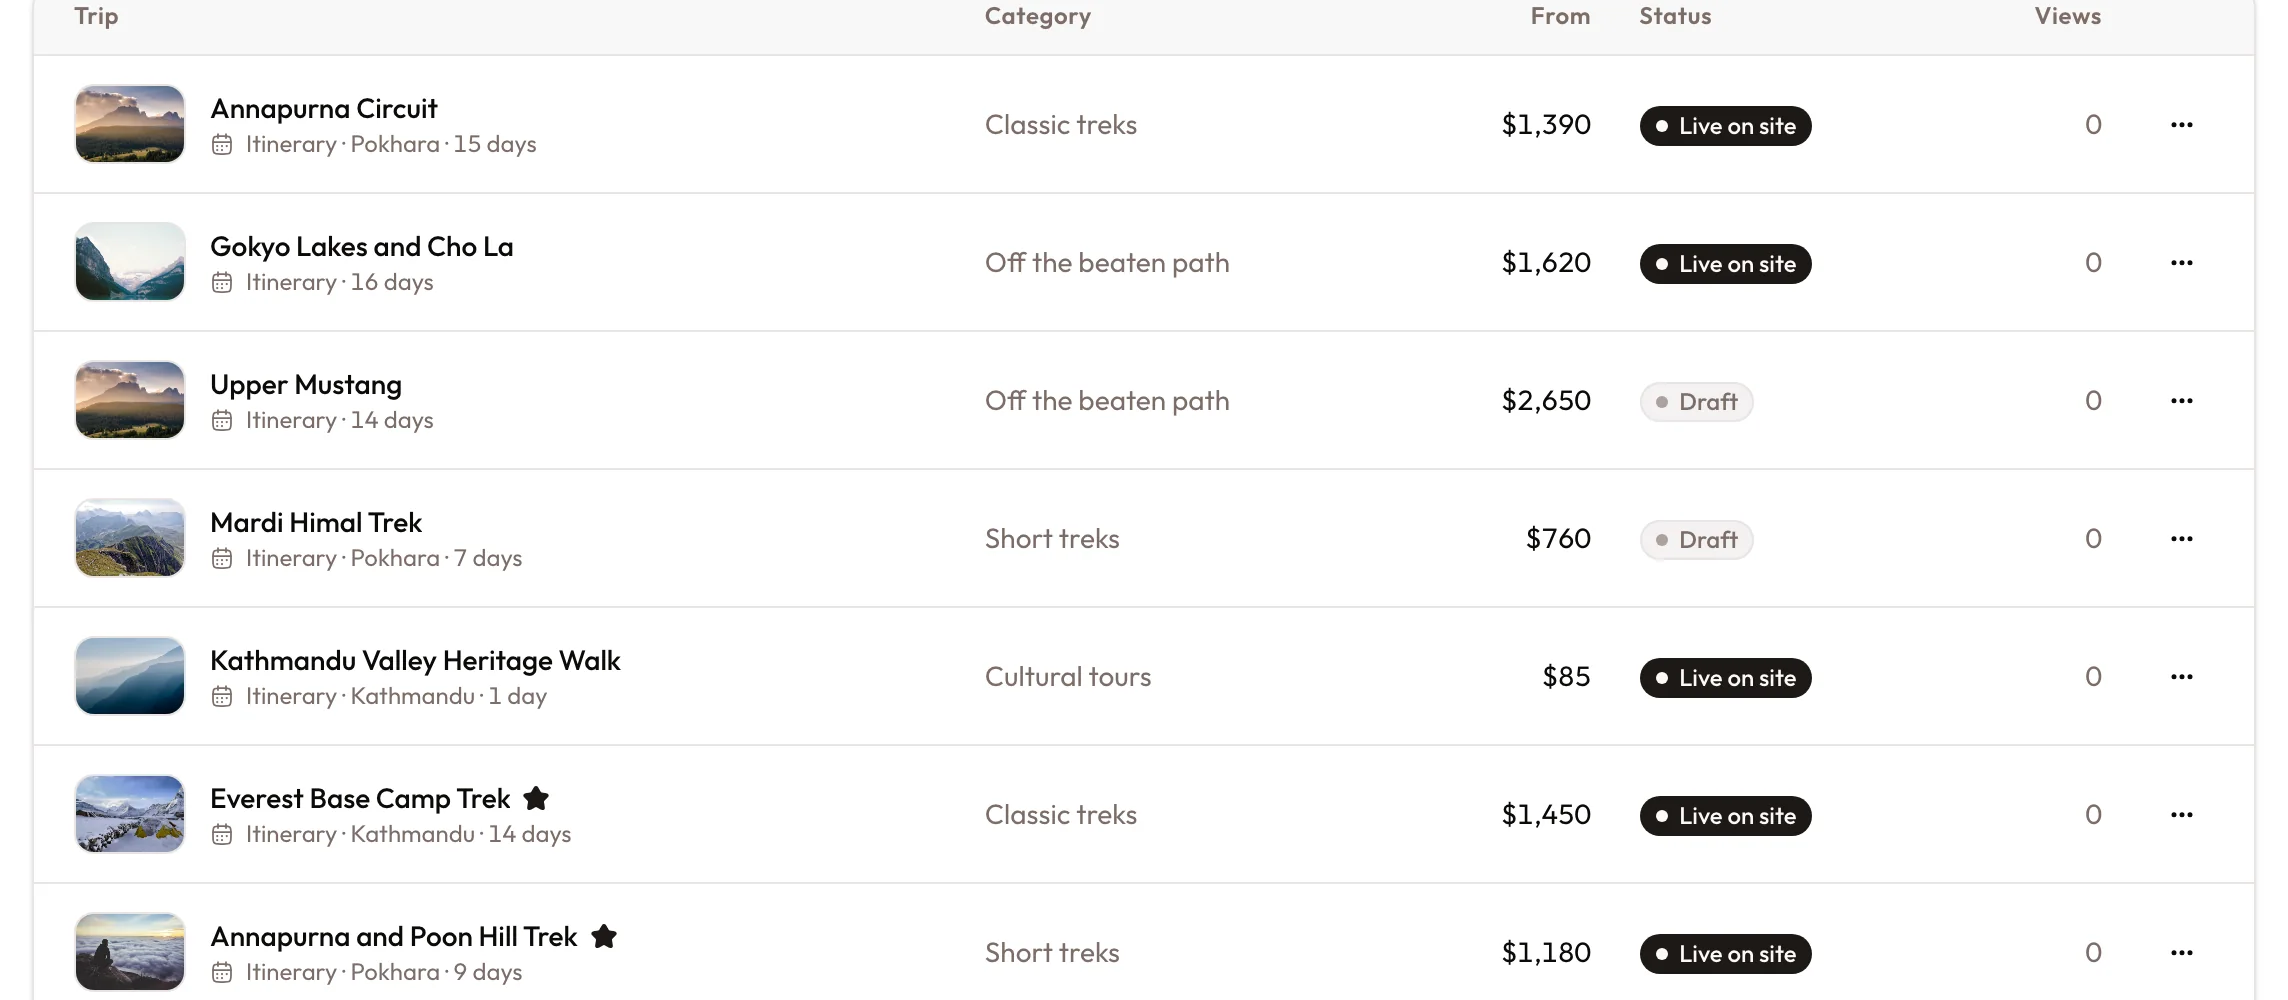 Trip Category From Status Views
Annapurna Circuit
Itinerary · Pokhara · 15 days
Classic treks $1,390 Live on site 0
Gokyo Lakes and Cho La
Itinerary · 16 days
Off the beaten path $1,620 Live on site 0
Upper Mustang
Itinerary · 14 days
Off the beaten path $2,650 Draft 0
Mardi Himal Trek
Itinerary · Pokhara · 7 days
Short treks $760 Draft 0
Kathmandu Valley Heritage Walk
Itinerary · Kathmandu · 1 day
Cultural tours $85 Live on site 0
Everest Base Camp Trek
Itinerary · Kathmandu · 14 days
Classic treks $1,450 Live on site 0
Annapurna and Poon Hill Trek
Itinerary · Pokhara · 9 days
Short treks $1,180 Live on site 0